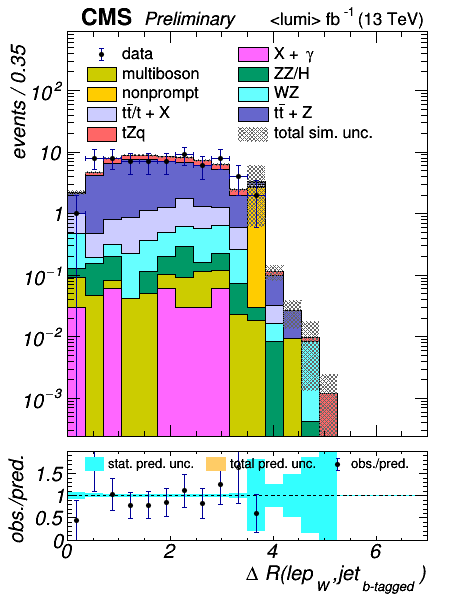 CMS Preliminary <lumi> fb⁻¹ (13 TeV)
events / 0.35
data
X + γ
multiboson
ZZ/H
nonprompt
WZ
tt̄/t + X
tt̄ + Z
tZq
total sim. unc.
10²
10
1
10⁻¹
10⁻²
10⁻³
obs./pred.
stat. pred. unc.
total pred. unc.
obs./pred.
1.5
1
0.5
0
0 2 4 6
Δ R(lep_W, jet_b-tagged)